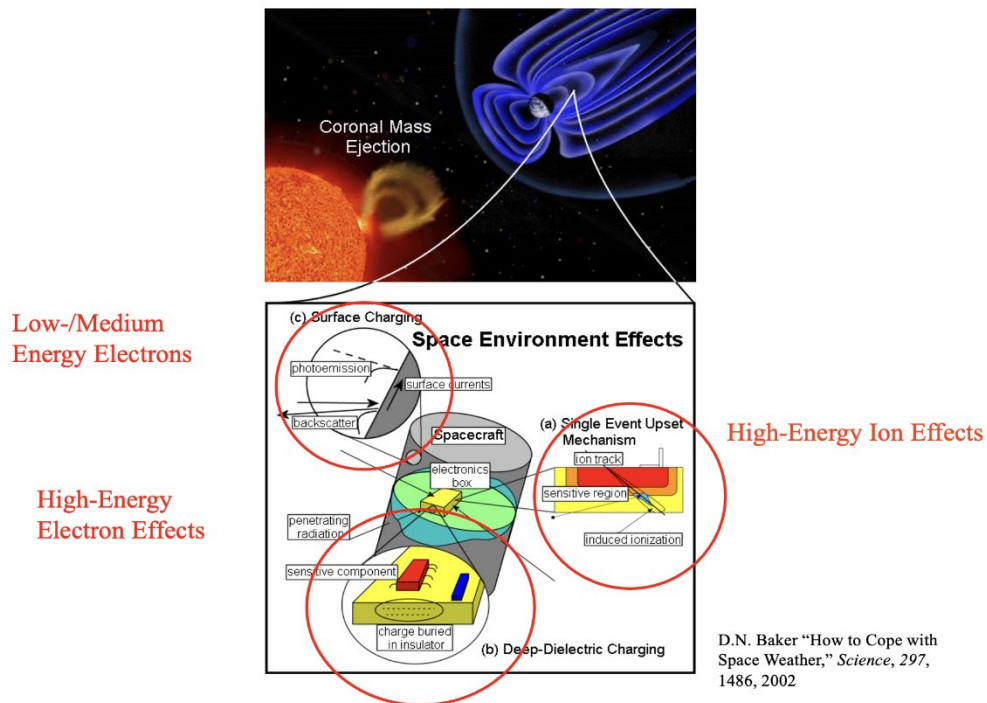 Coronal Mass
Ejection
Low-/Medium
Energy Electrons
(c) Surface Charging
Space Environment Effects
photoemission
surface currents
backscatter
Spacecraft
(a) Single Event Upset
Mechanism
High-Energy Ion Effects
ion track
electronics
box
sensitive region
High-Energy
Electron Effects
penetrating
radiation
induced ionization
sensitive component
charge buried
in insulator
(b) Deep-Dielectric Charging
D.N. Baker “How to Cope with
Space Weather,” Science, 297,
1486, 2002